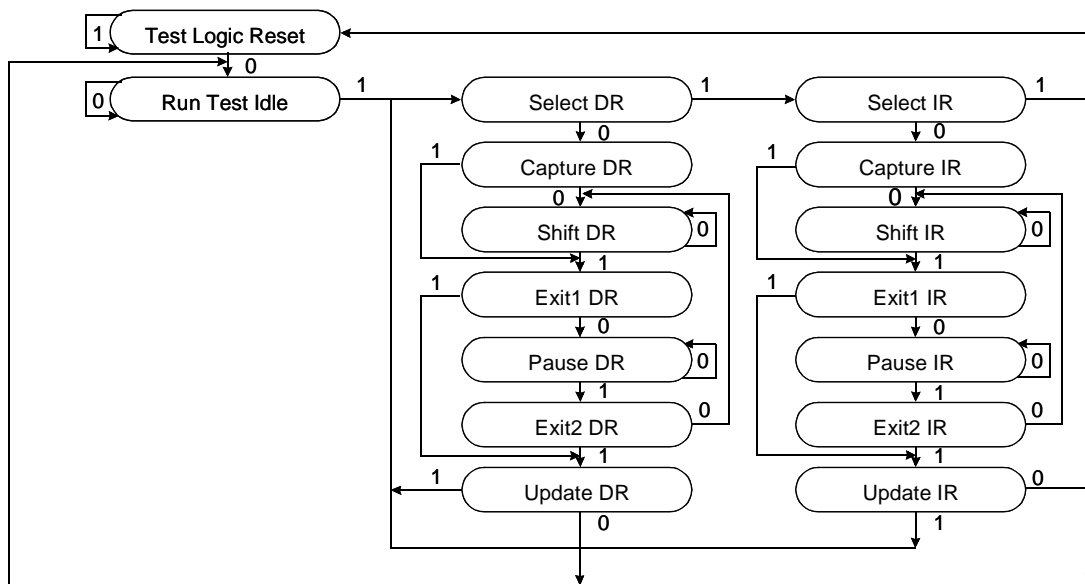 1 Test Logic Reset
0
0 Run Test Idle 1
Select DR 1
Select IR 1
0
0
1 Capture DR
1 Capture IR
0
0
Shift DR 0
Shift IR 0
1
1
1 Exit1 DR
1 Exit1 IR
0
0
Pause DR 0
Pause IR 0
1
1
Exit2 DR 0
Exit2 IR 0
1
1
1 Update DR
Update IR 0
0
1